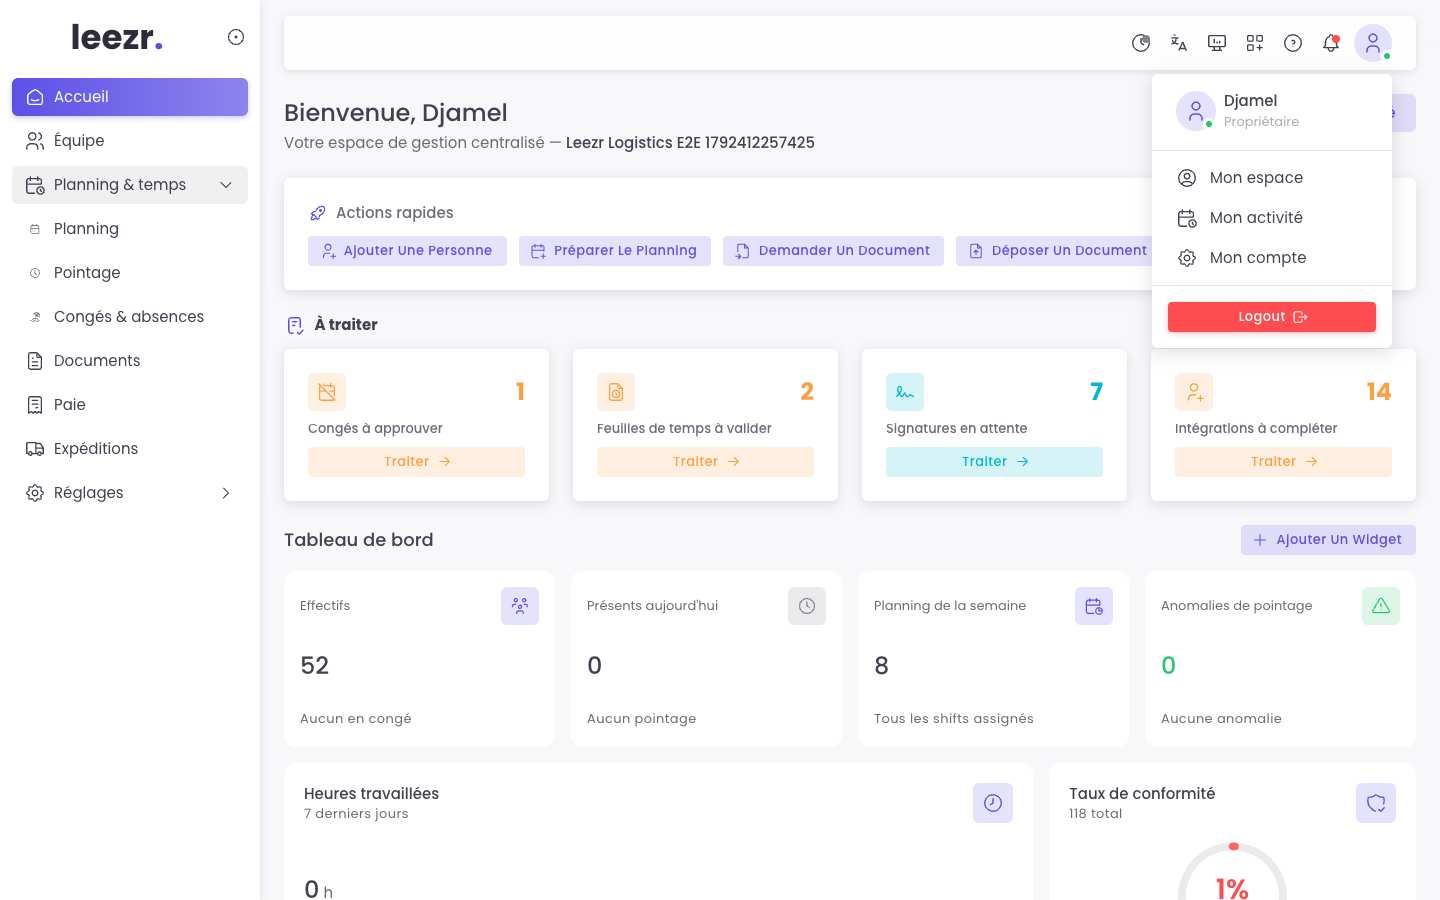 leezr.
Accueil
Équipe
Planning & temps
Planning
Pointage
Congés & absences
Documents
Paie
Expéditions
Réglages
Bienvenue, Djamel
Votre espace de gestion centralisé — Leezr Logistics E2E 1792412257425
Djamel
Propriétaire
Mon espace
Mon activité
Mon compte
Logout
Actions rapides
Ajouter Une Personne
Préparer Le Planning
Demander Un Document
Déposer Un Document
À traiter
1
Congés à approuver
Traiter
2
Feuilles de temps à valider
Traiter
7
Signatures en attente
Traiter
14
Intégrations à compléter
Traiter
Tableau de bord
Ajouter Un Widget
Effectifs
52
Aucun en congé
Présents aujourd'hui
0
Aucun pointage
Planning de la semaine
8
Tous les shifts assignés
Anomalies de pointage
0
Aucune anomalie
Heures travaillées
7 derniers jours
0 h
Taux de conformité
118 total
1%